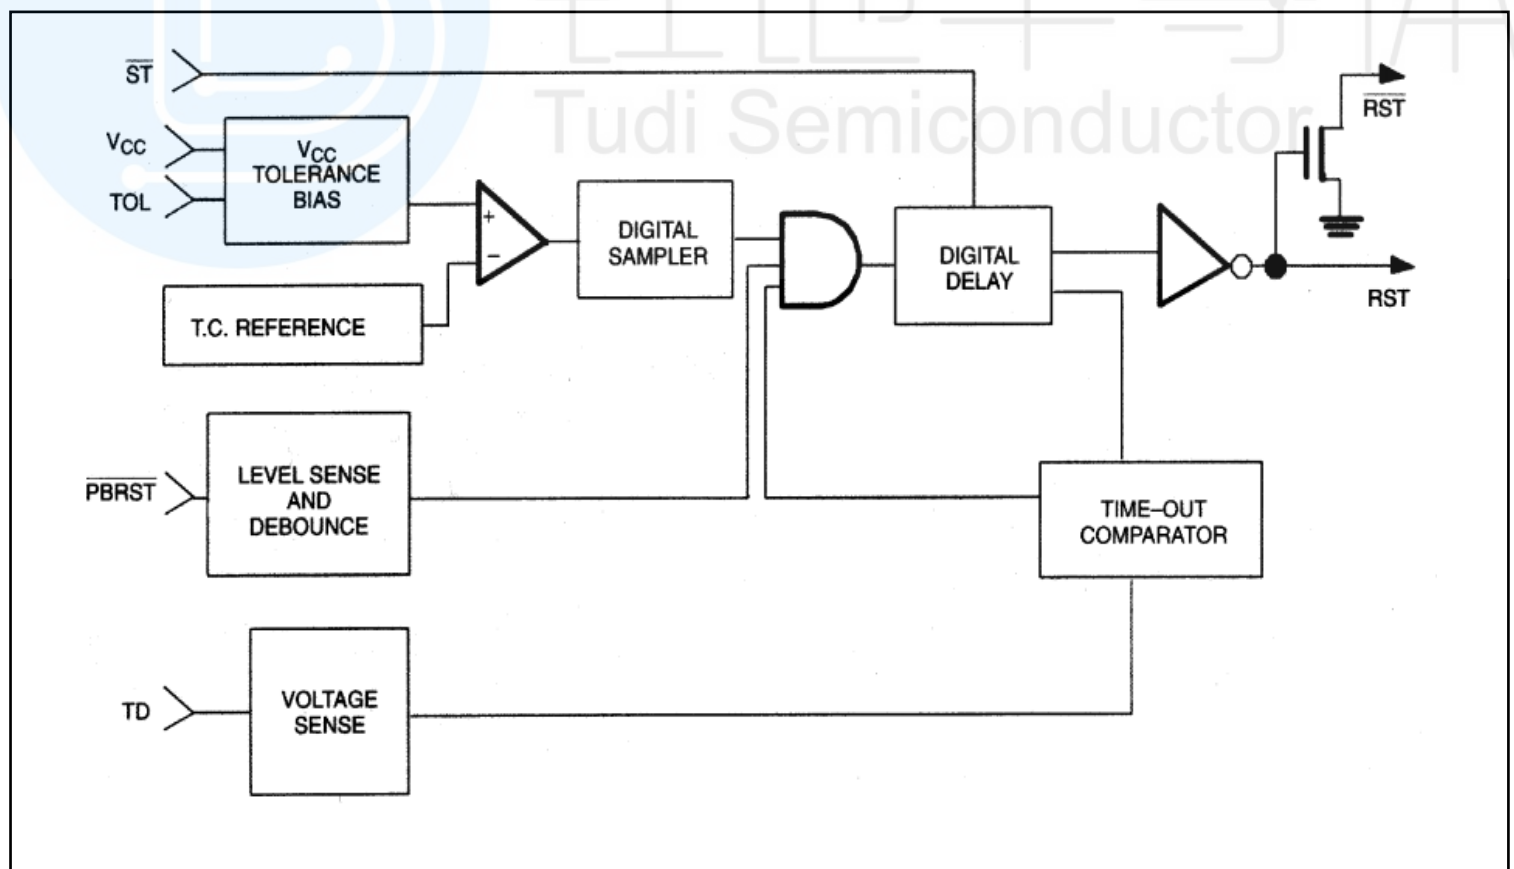 ST
VCC
TOL
VCC
TOLERANCE
BIAS
+
−
T.C. REFERENCE
DIGITAL
SAMPLER
DIGITAL
DELAY
RST
RST
PBRST
LEVEL SENSE
AND
DEBOUNCE
TIME–OUT
COMPARATOR
TD
VOLTAGE
SENSE
Tudi Semiconductor